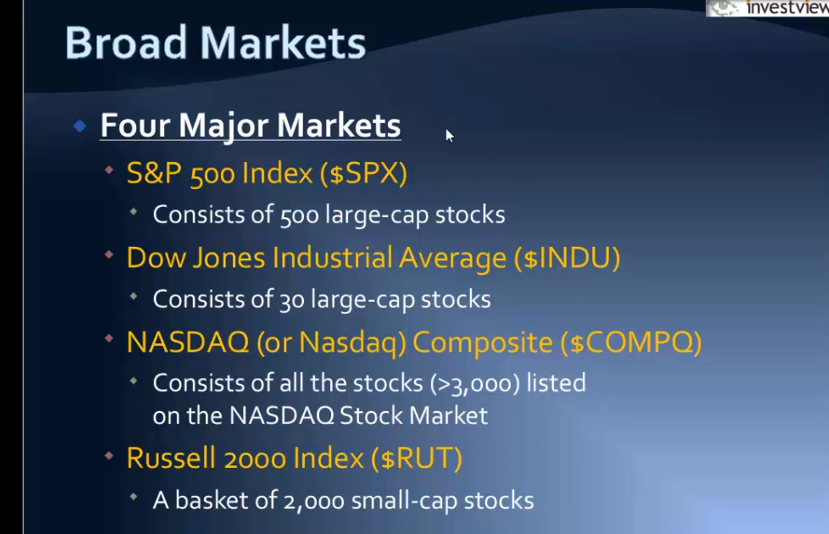 investview
Broad Markets
Four Major Markets
S&P 500 Index ($SPX)
Consists of 500 large-cap stocks
Dow Jones Industrial Average ($INDU)
Consists of 30 large-cap stocks
NASDAQ (or Nasdaq) Composite ($COMPQ)
Consists of all the stocks (>3,000) listed
on the NASDAQ Stock Market
Russell 2000 Index ($RUT)
A basket of 2,000 small-cap stocks